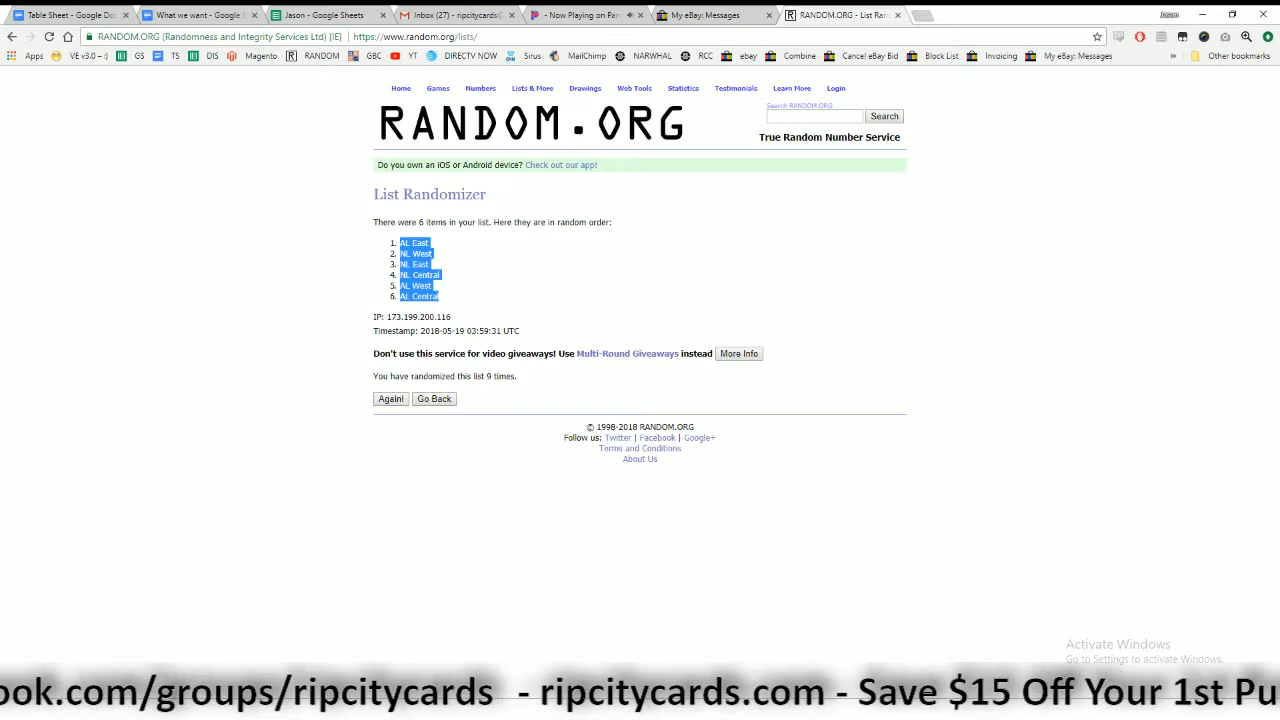 Table Sheet - Google Do
What we want - Google
Jason - Google Sheets
Inbox (27) - ripcitycards@
- Now Playing on Pan
My eBay: Messages
RANDOM.ORG - List Ran
Jason
RANDOM.ORG (Randomness and Integrity Services Ltd) [IE]
https://www.random.org/lists/
Apps VE v3.0 – :) GS TS DIS Magento RANDOM GBC YT DIRECTV NOW Sirus MailChimp NARWHAL RCC ebay Combine Cancel eBay Bid Block List Invoicing My eBay: Messages » Other bookmarks
Home Games Numbers Lists & More Drawings Web Tools Statistics Testimonials Learn More Login
RANDOM.ORG
Search RANDOM.ORG
Search
True Random Number Service
Do you own an iOS or Android device? Check out our app!
List Randomizer
There were 6 items in your list. Here they are in random order:
1. AL East
2. NL West
3. NL East
4. NL Central
5. AL West
6. AL Central
IP: 173.199.200.116
Timestamp: 2018-05-19 03:59:31 UTC
Don't use this service for video giveaways! Use Multi-Round Giveaways instead More Info
You have randomized this list 9 times.
Again! Go Back
© 1998-2018 RANDOM.ORG
Follow us: Twitter | Facebook | Google+
Terms and Conditions
About Us
Activate Windows
Go to Settings to activate Windows.
ook.com/groups/ripcitycards - ripcitycards.com - Save $15 Off Your 1st Pu